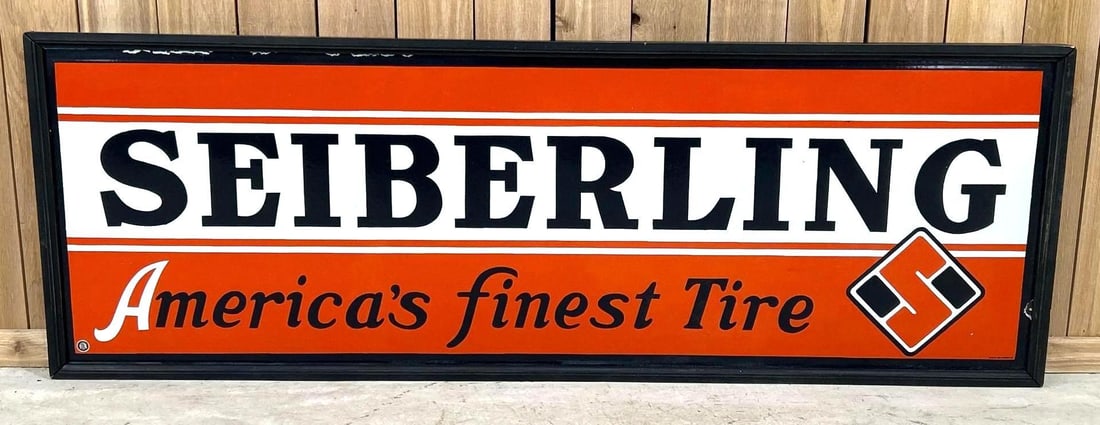 SEIBERLING
America's finest Tire
S